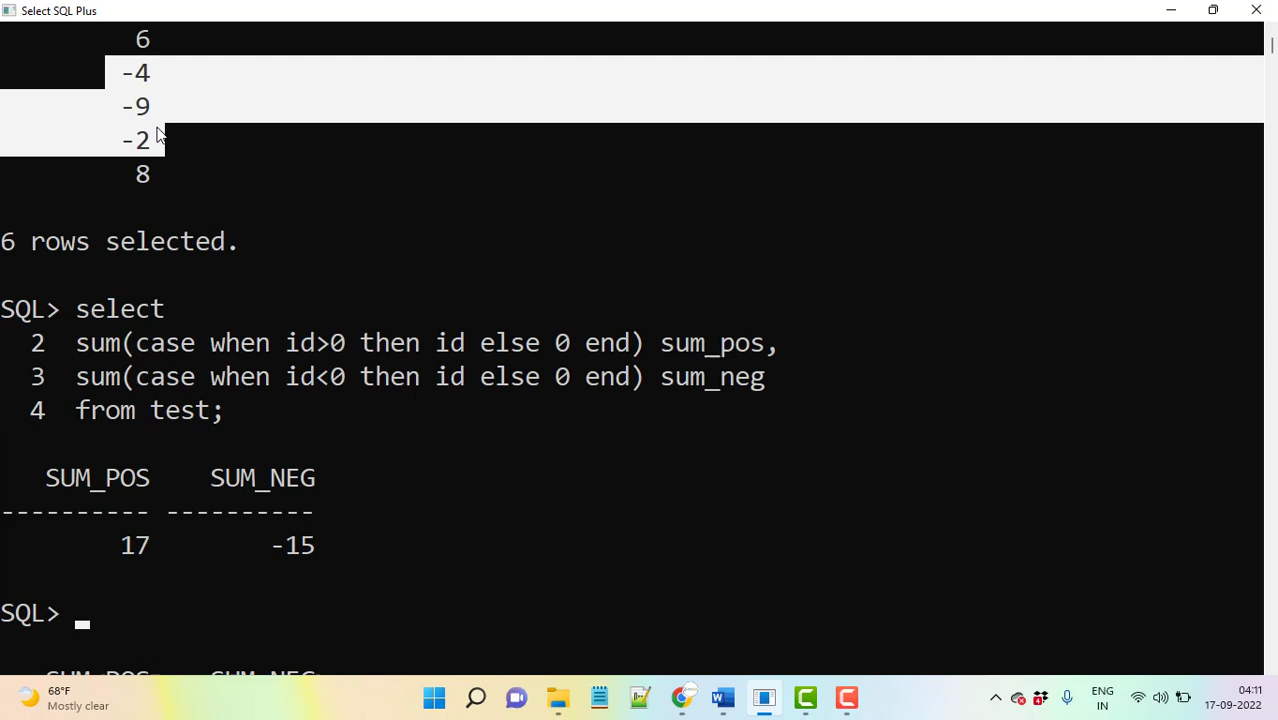 Select SQL Plus
6
-4
-9
-2
8
6 rows selected.
SQL> select
2 sum(case when id>0 then id else 0 end) sum_pos,
3 sum(case when id<0 then id else 0 end) sum_neg
4 from test;
SUM_POS SUM_NEG
---------- ----------
17 -15
SQL>
SUM_POS SUM_NEG
68°F
Mostly clear
ENG
IN
04:11
17-09-2022